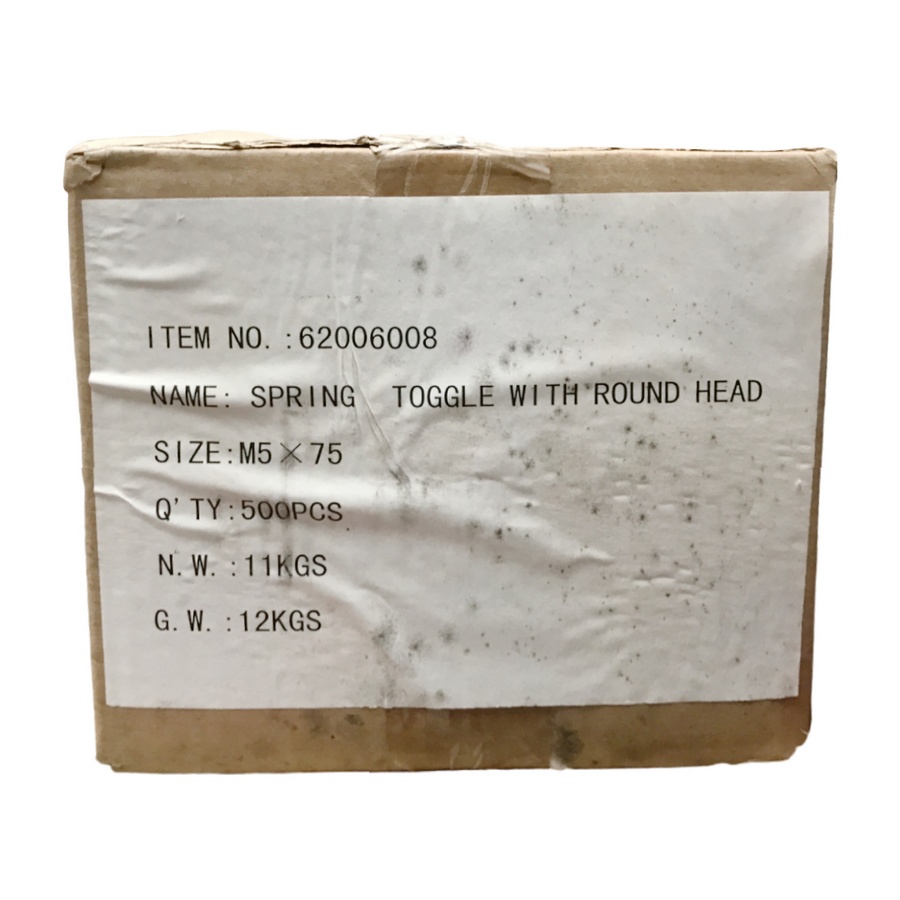 ITEM NO.:62006008
NAME: SPRING TOGGLE WITH ROUND HEAD
SIZE:M5×75
Q'TY:500PCS
N.W.:11KGS
G.W.:12KGS